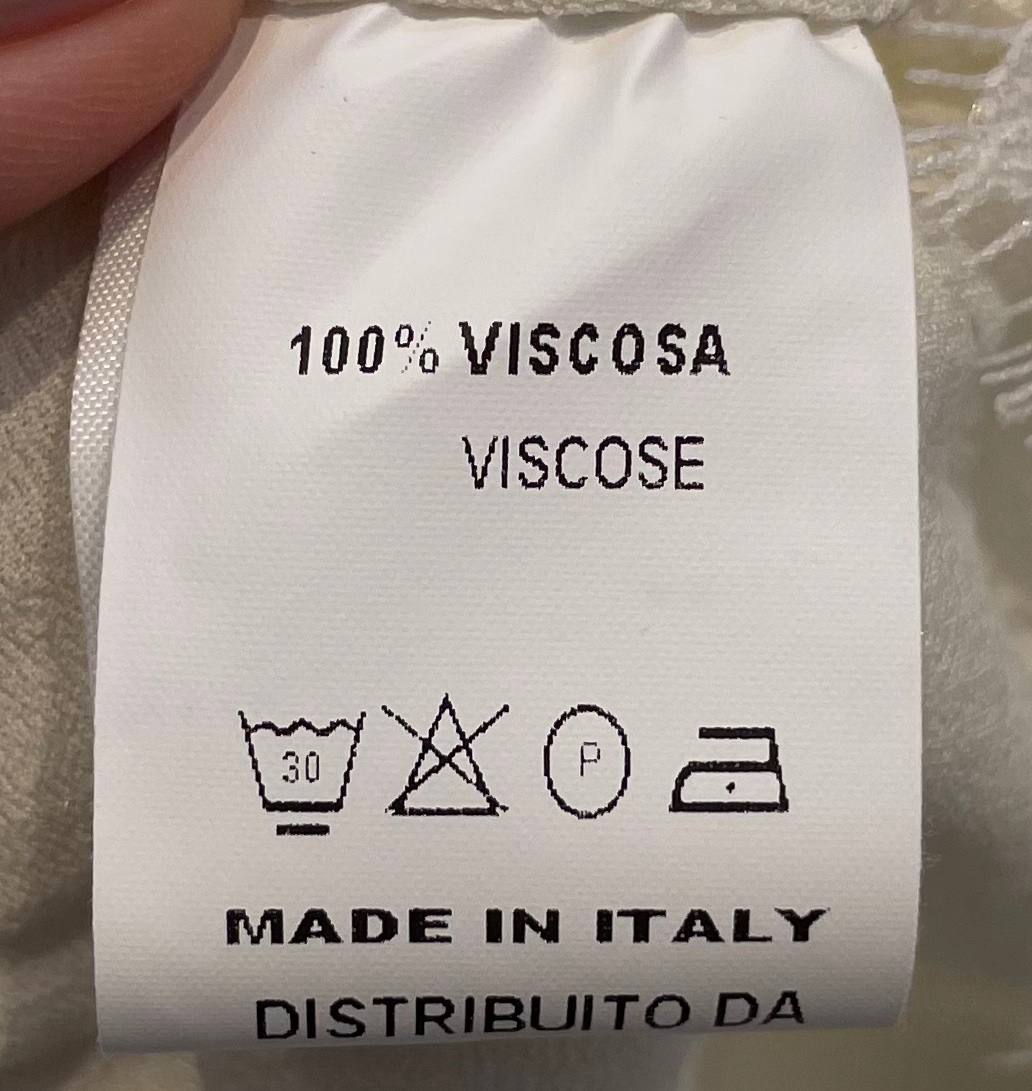 100% VISCOSA
VISCOSE
30 P
MADE IN ITALY
DISTRIBUITO DA